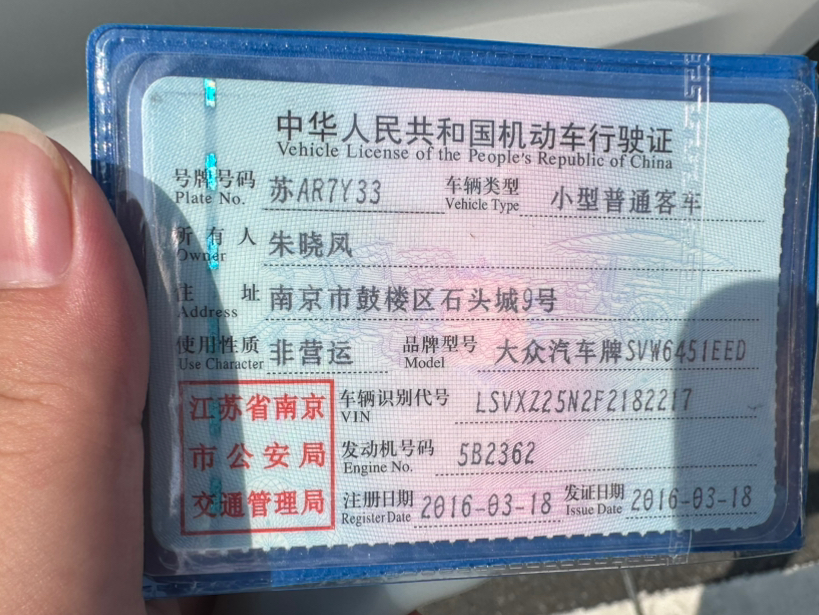 中华人民共和国机动车行驶证
Vehicle License of the People's Republic of China
号牌号码 苏AR7Y33 车辆类型 小型普通客车
Plate No. Vehicle Type
所有人 朱晓凤
Owner
住址 南京市鼓楼区石头城9号
Address
使用性质 非营运 品牌型号 大众汽车牌SVW6451EED
Use Character Model
江苏省南京
市公安局
交通管理局
车辆识别代号 LSVXZ25N2F2182217
VIN
发动机号码 5B2362
Engine No.
注册日期 2016-03-18 发证日期 2016-03-18
Register Date Issue Date